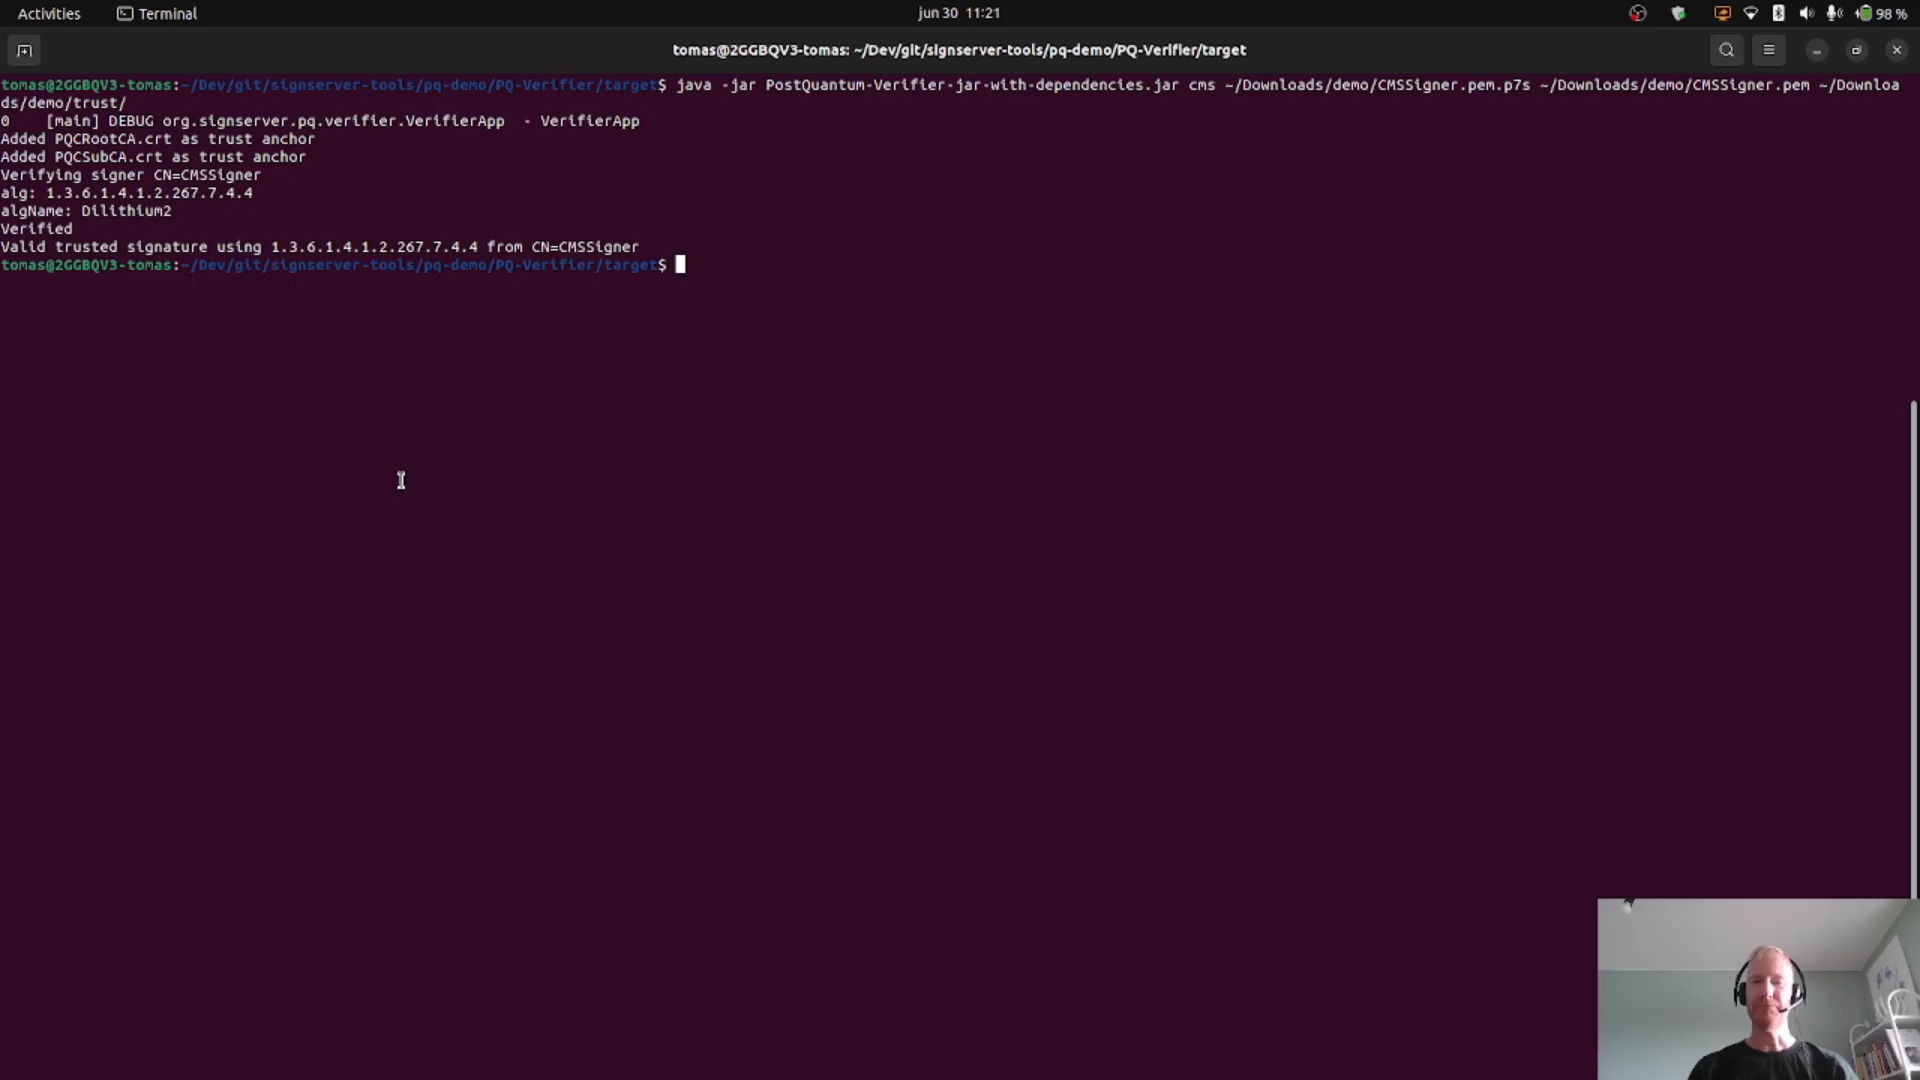 Activities
Terminal
jun 30 11:21
98 %
tomas@2GGBQV3-tomas: ~/Dev/git/signserver-tools/pq-demo/PQ-Verifier/target
tomas@2GGBQV3-tomas:~/Dev/git/signserver-tools/pq-demo/PQ-Verifier/target$ java -jar PostQuantum-Verifier-jar-with-dependencies.jar cms ~/Downloads/demo/CMSSigner.pem.p7s ~/Downloads/demo/CMSSigner.pem ~/Downloa
ds/demo/trust/
0    [main] DEBUG org.signserver.pq.verifier.VerifierApp  - VerifierApp
Added PQCRootCA.crt as trust anchor
Added PQCSubCA.crt as trust anchor
Verifying signer CN=CMSSigner
alg: 1.3.6.1.4.1.2.267.7.4.4
algName: Dilithium2
Verified
Valid trusted signature using 1.3.6.1.4.1.2.267.7.4.4 from CN=CMSSigner
tomas@2GGBQV3-tomas:~/Dev/git/signserver-tools/pq-demo/PQ-Verifier/target$